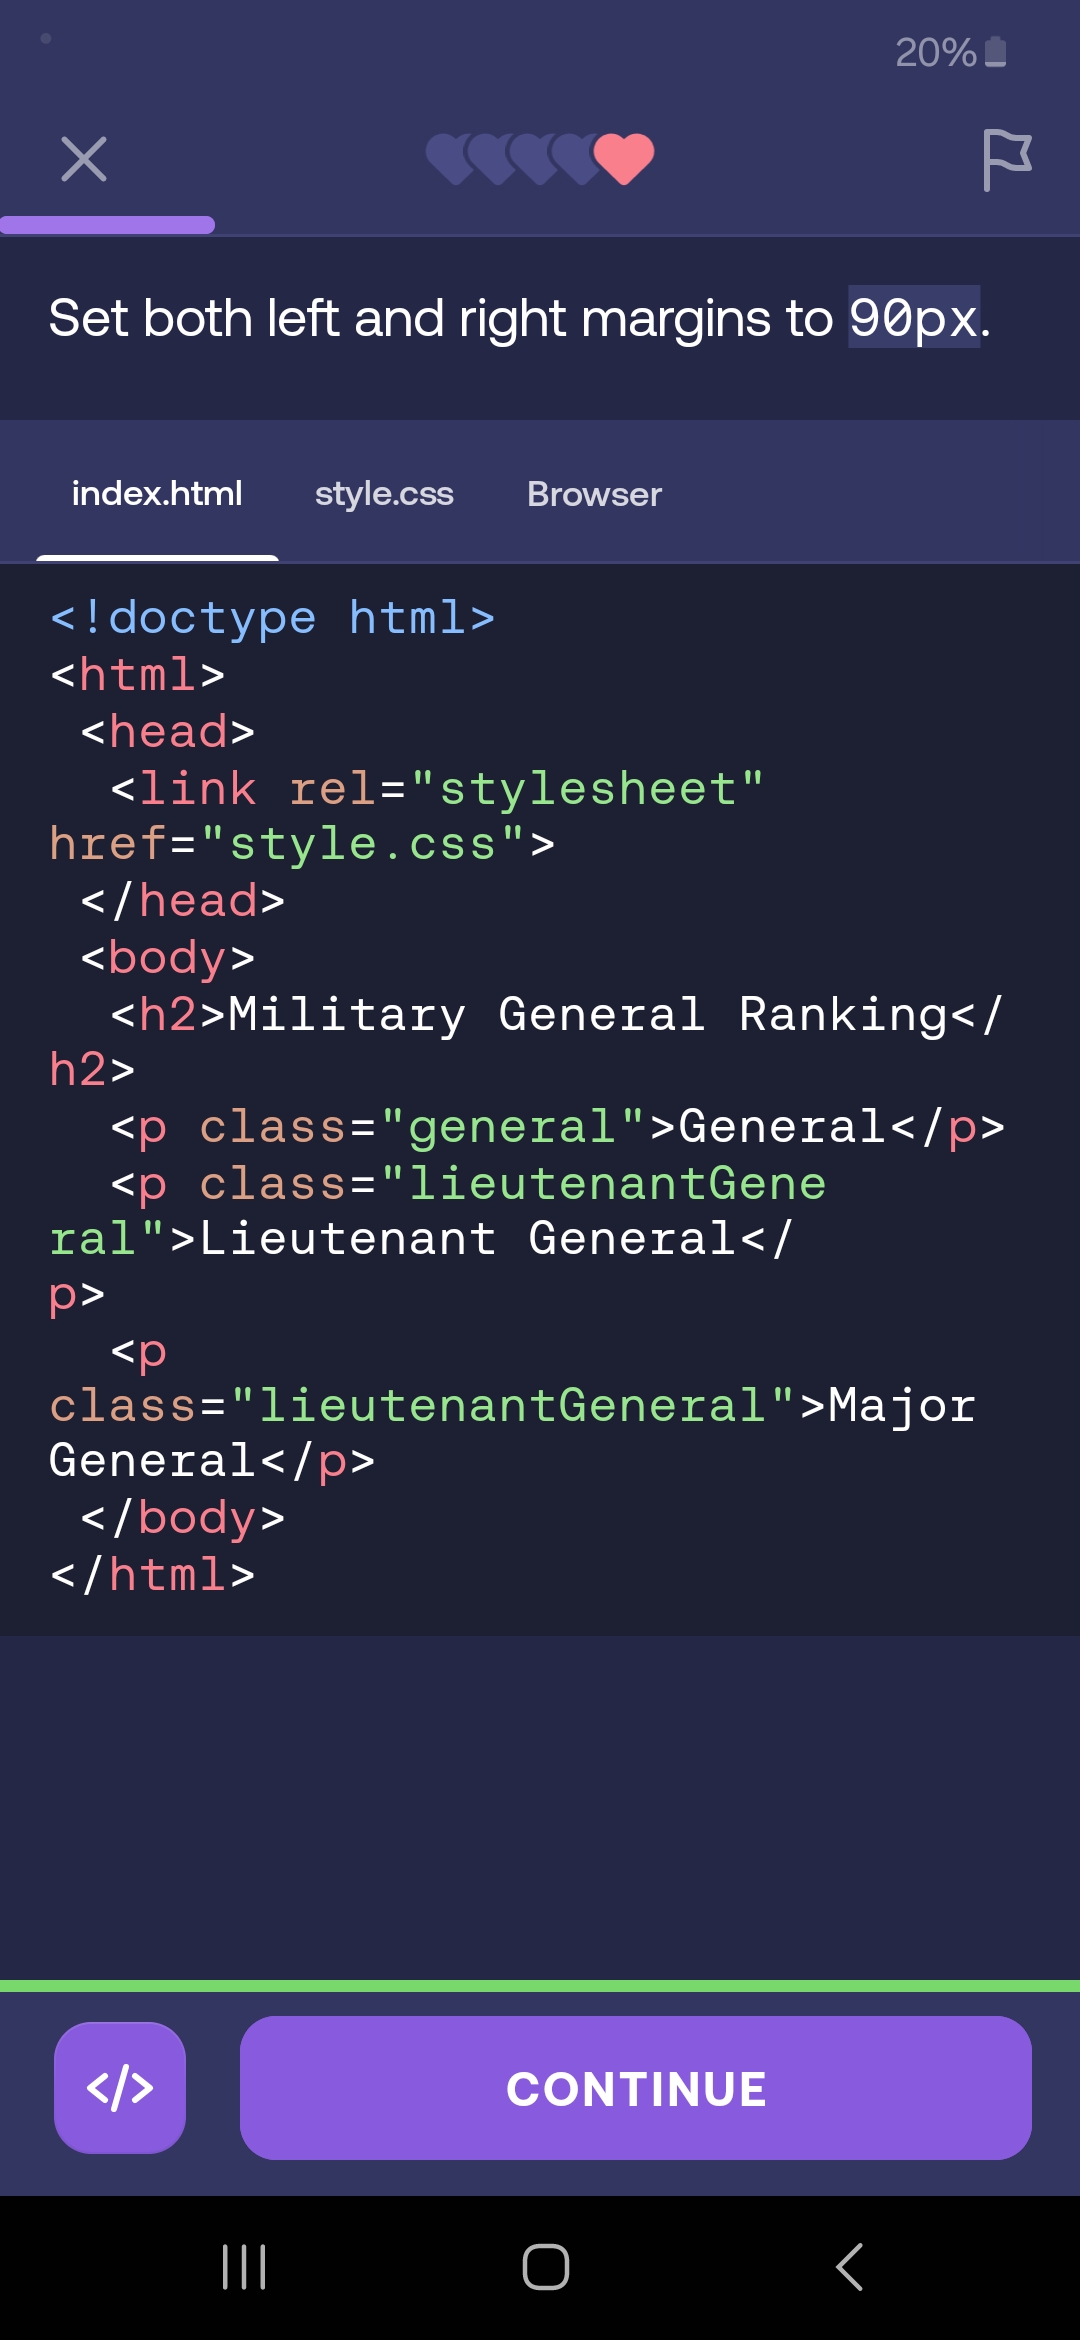 20%
Set both left and right margins to 90px.
index.html style.css Browser
<!doctype html>
<html>
 <head>
  <link rel="stylesheet"
href="style.css">
 </head>
 <body>
  <h2>Military General Ranking</
h2>
  <p class="general">General</p>
  <p class="lieutenantGene
ral">Lieutenant General</
p>
  <p
class="lieutenantGeneral">Major
General</p>
 </body>
</html>
</>
CONTINUE